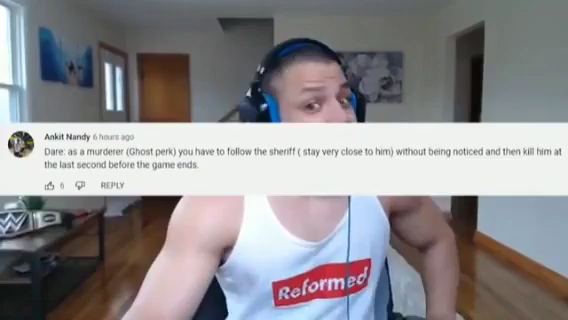 Ankit Nandy 6 hours ago
Dare: as a murderer (Ghost perk) you have to follow the sheriff ( stay very close to him) without being noticed and then kill him at
the last second before the game ends.
6 REPLY
Reformed